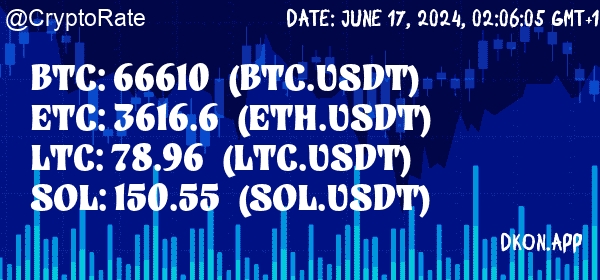 @CryptoRate
DATE: JUNE 17, 2024, 02:06:05 GMT+1
BTC: 66610 (BTC.USDT)
ETC: 3616.6 (ETH.USDT)
LTC: 78.96 (LTC.USDT)
SOL: 150.55 (SOL.USDT)
DKON.APP